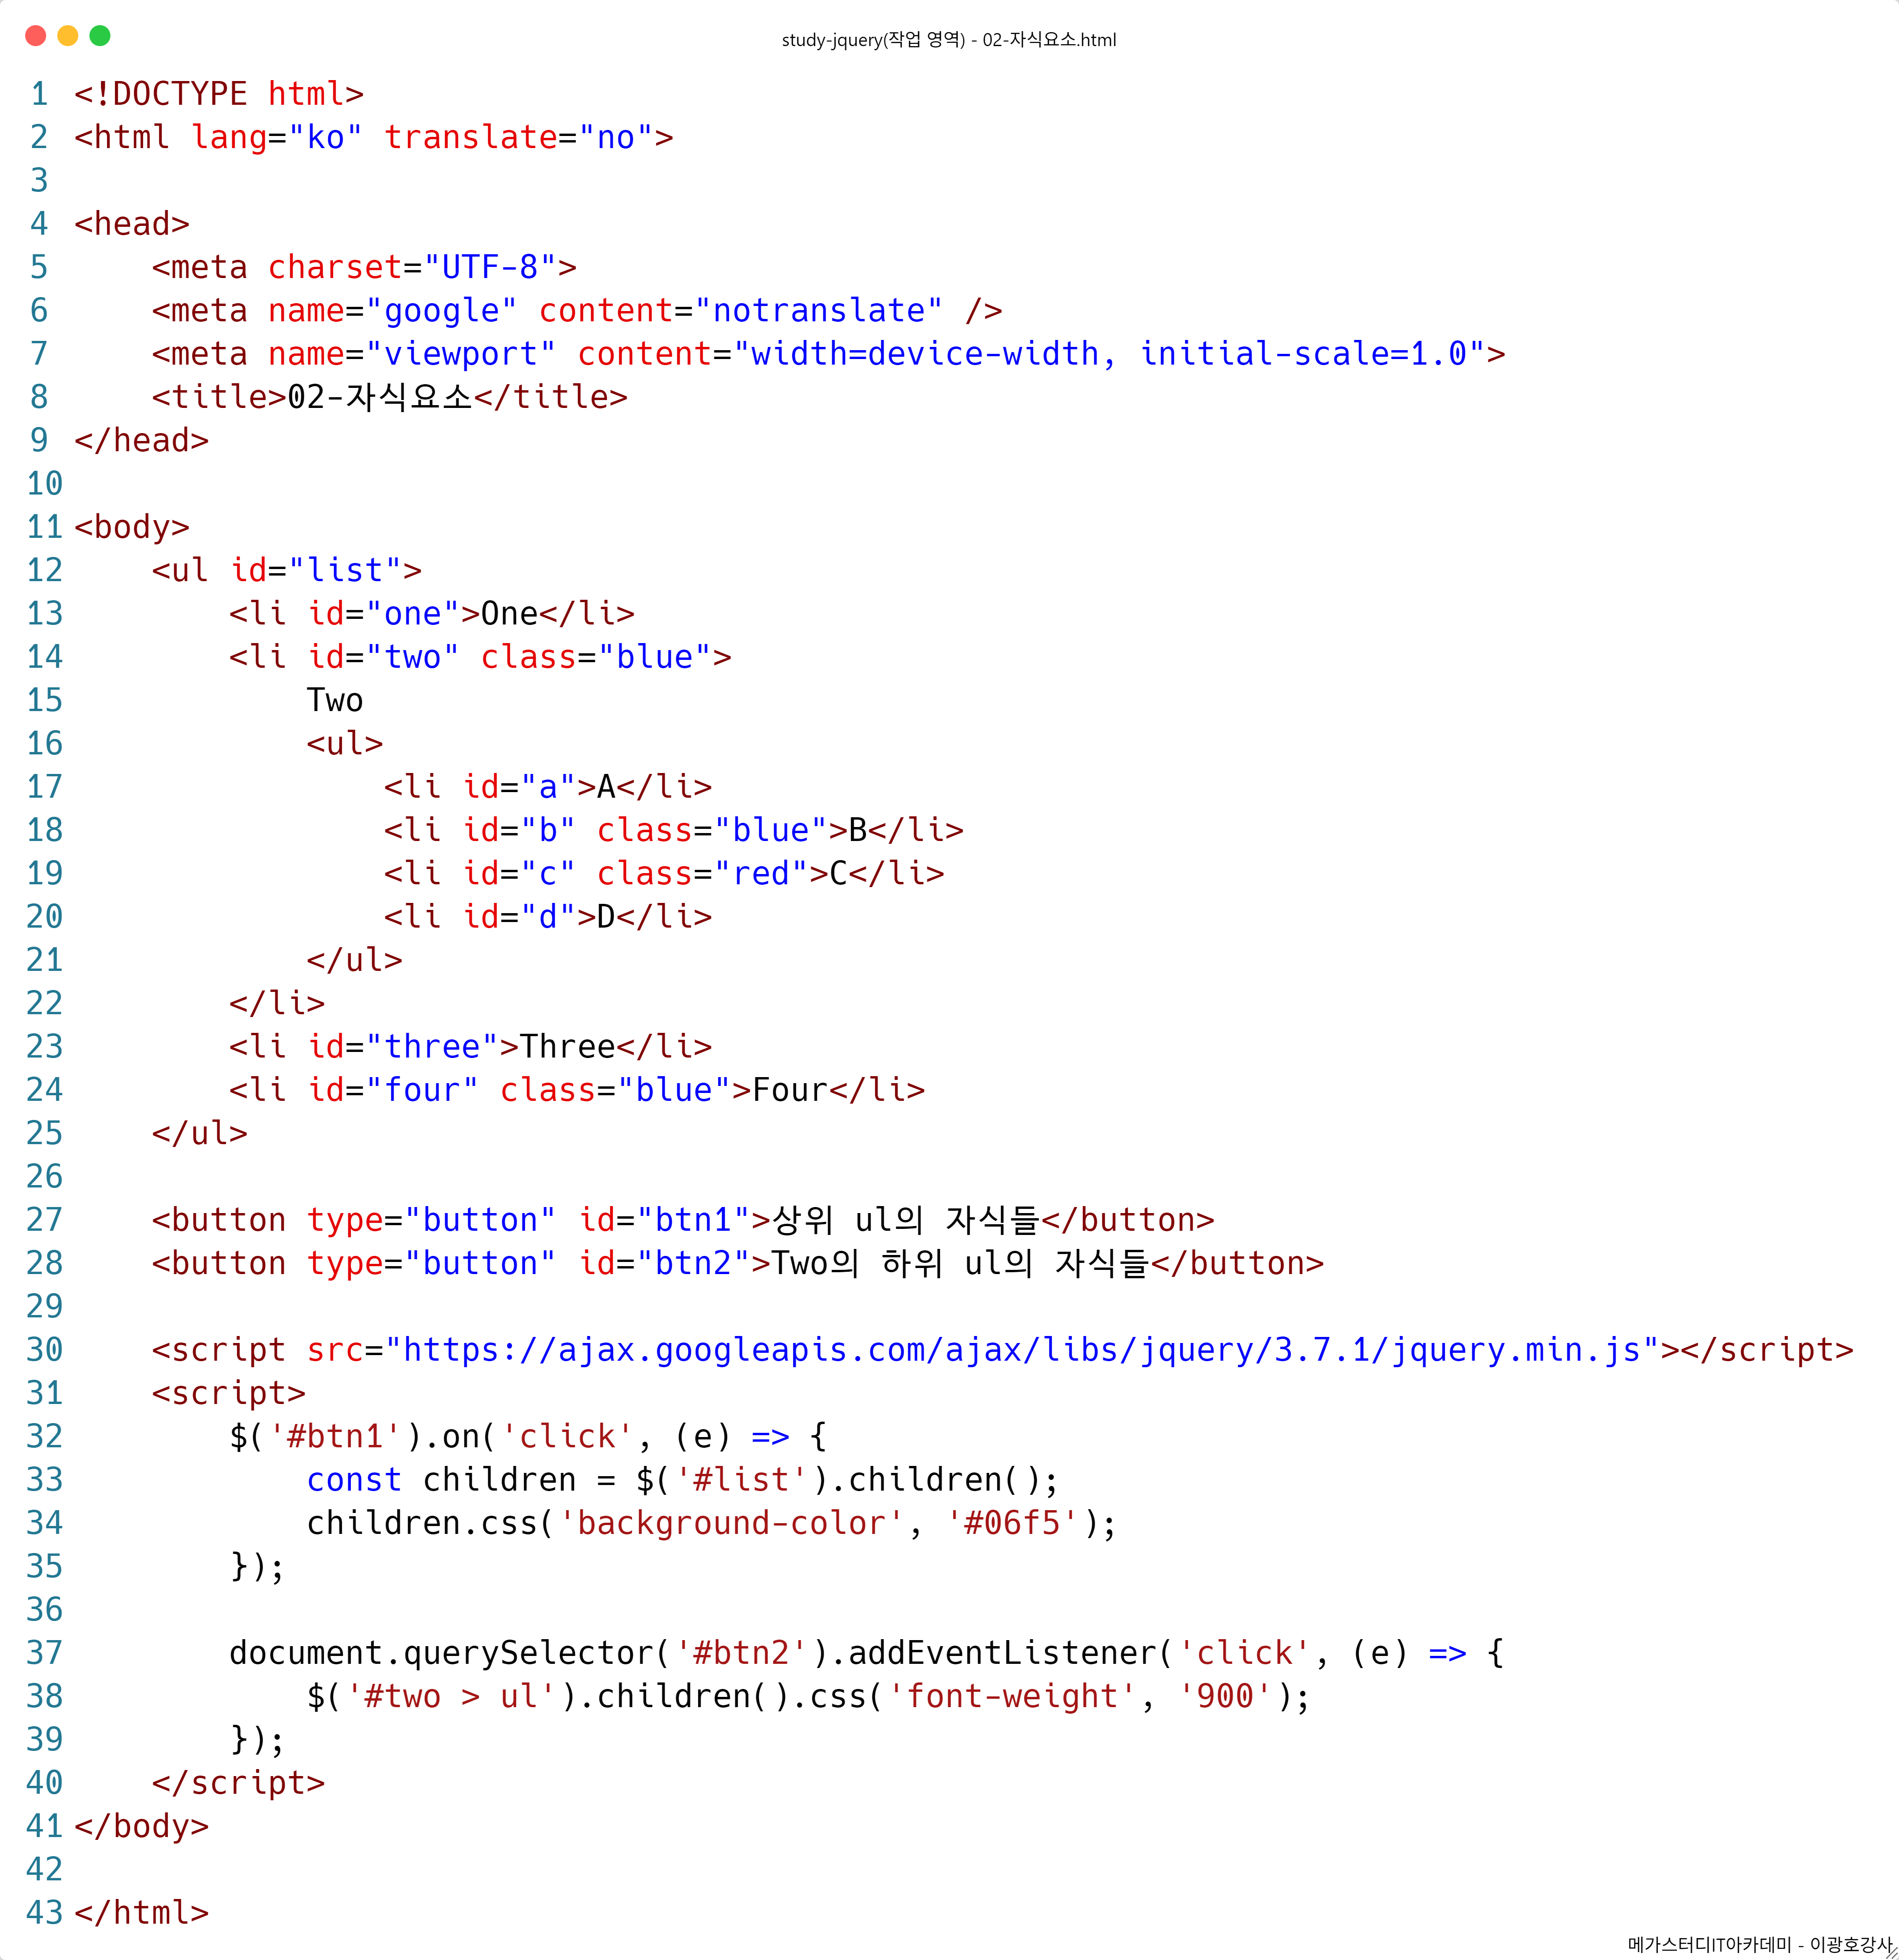 study-jquery(작업 영역) - 02-자식요소.html
1 <!DOCTYPE html>
2 <html lang="ko" translate="no">
3
4 <head>
5     <meta charset="UTF-8">
6     <meta name="google" content="notranslate" />
7     <meta name="viewport" content="width=device-width, initial-scale=1.0">
8     <title>02-자식요소</title>
9 </head>
10
11 <body>
12     <ul id="list">
13         <li id="one">One</li>
14         <li id="two" class="blue">
15             Two
16             <ul>
17                 <li id="a">A</li>
18                 <li id="b" class="blue">B</li>
19                 <li id="c" class="red">C</li>
20                 <li id="d">D</li>
21             </ul>
22         </li>
23         <li id="three">Three</li>
24         <li id="four" class="blue">Four</li>
25     </ul>
26
27     <button type="button" id="btn1">상위 ul의 자식들</button>
28     <button type="button" id="btn2">Two의 하위 ul의 자식들</button>
29
30     <script src="https://ajax.googleapis.com/ajax/libs/jquery/3.7.1/jquery.min.js"></script>
31     <script>
32         $('#btn1').on('click', (e) => {
33             const children = $('#list').children();
34             children.css('background-color', '#06f5');
35         });
36
37         document.querySelector('#btn2').addEventListener('click', (e) => {
38             $('#two > ul').children().css('font-weight', '900');
39         });
40     </script>
41 </body>
42
43 </html>
메가스터디IT아카데미 - 이광호강사